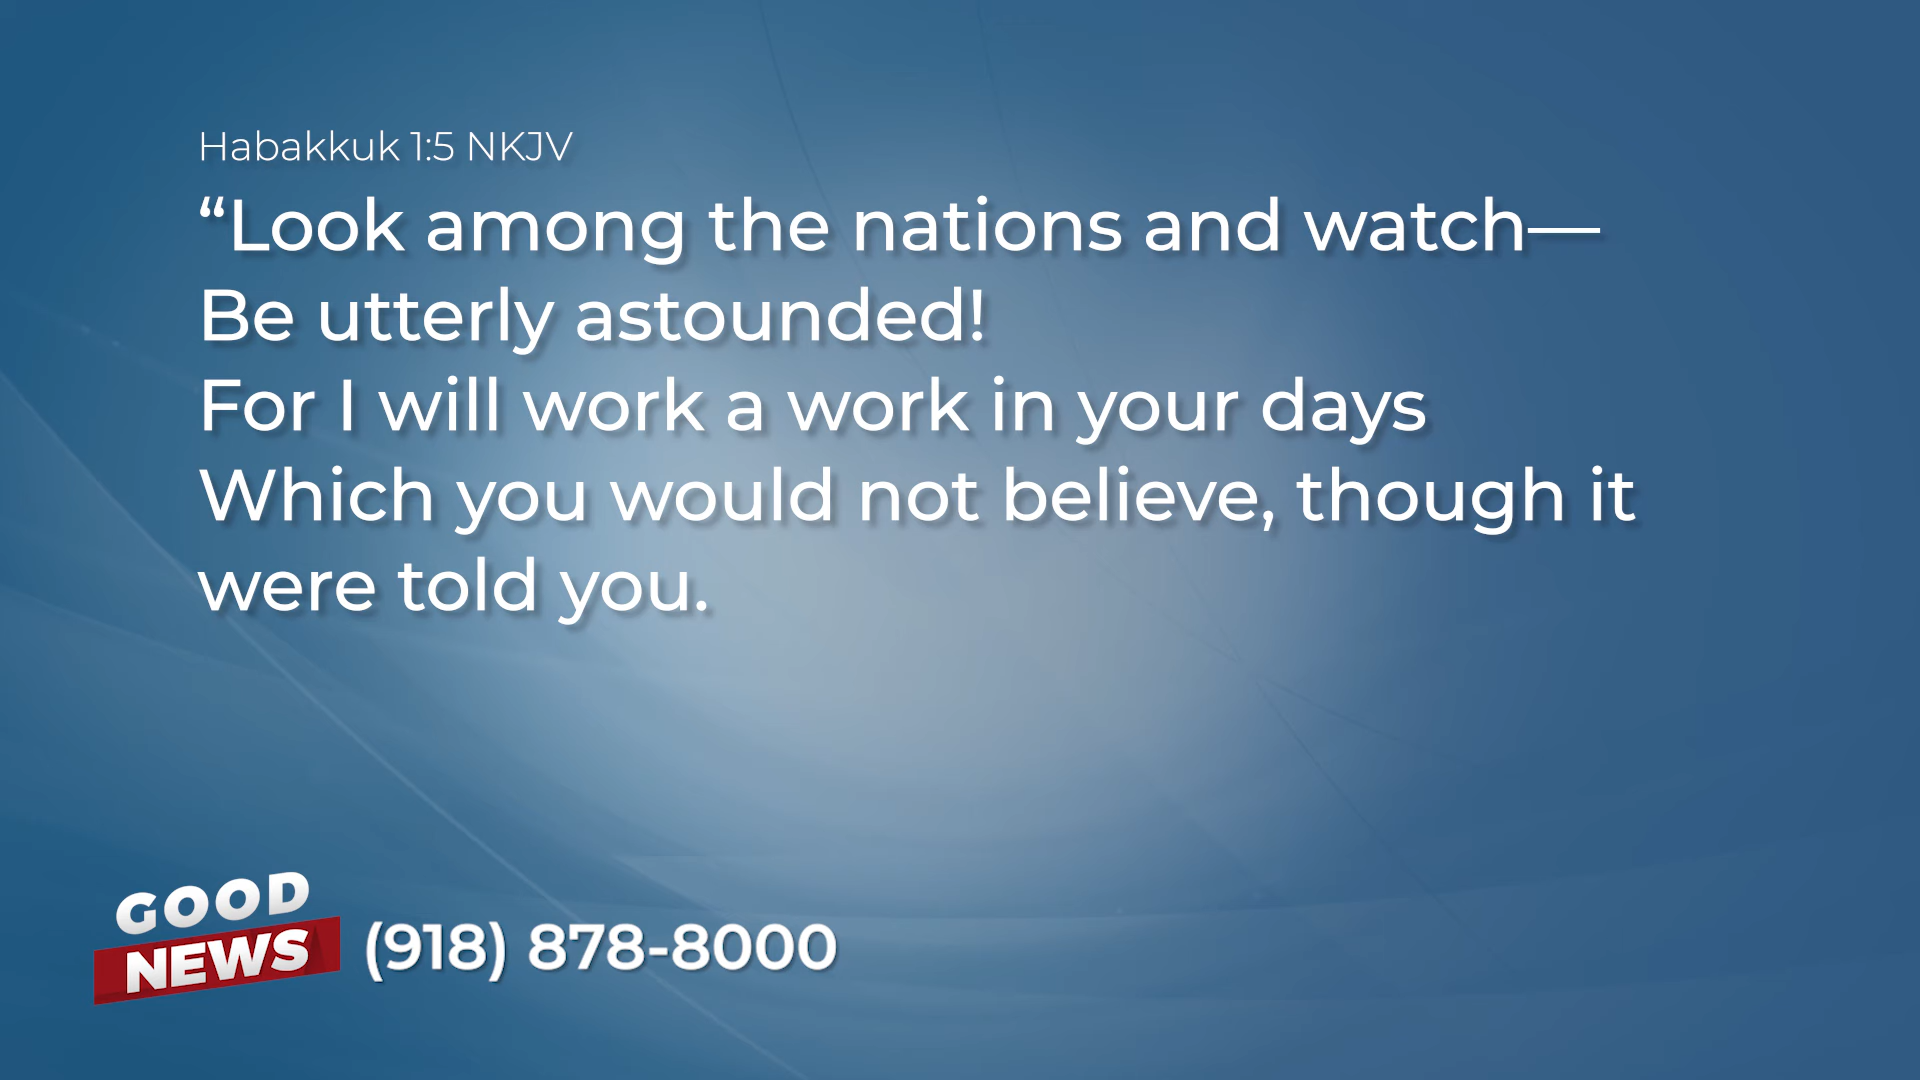 Habakkuk 1:5 NKJV
“Look among the nations and watch—
Be utterly astounded!
For I will work a work in your days
Which you would not believe, though it
were told you.
GOOD
NEWS
(918) 878-8000